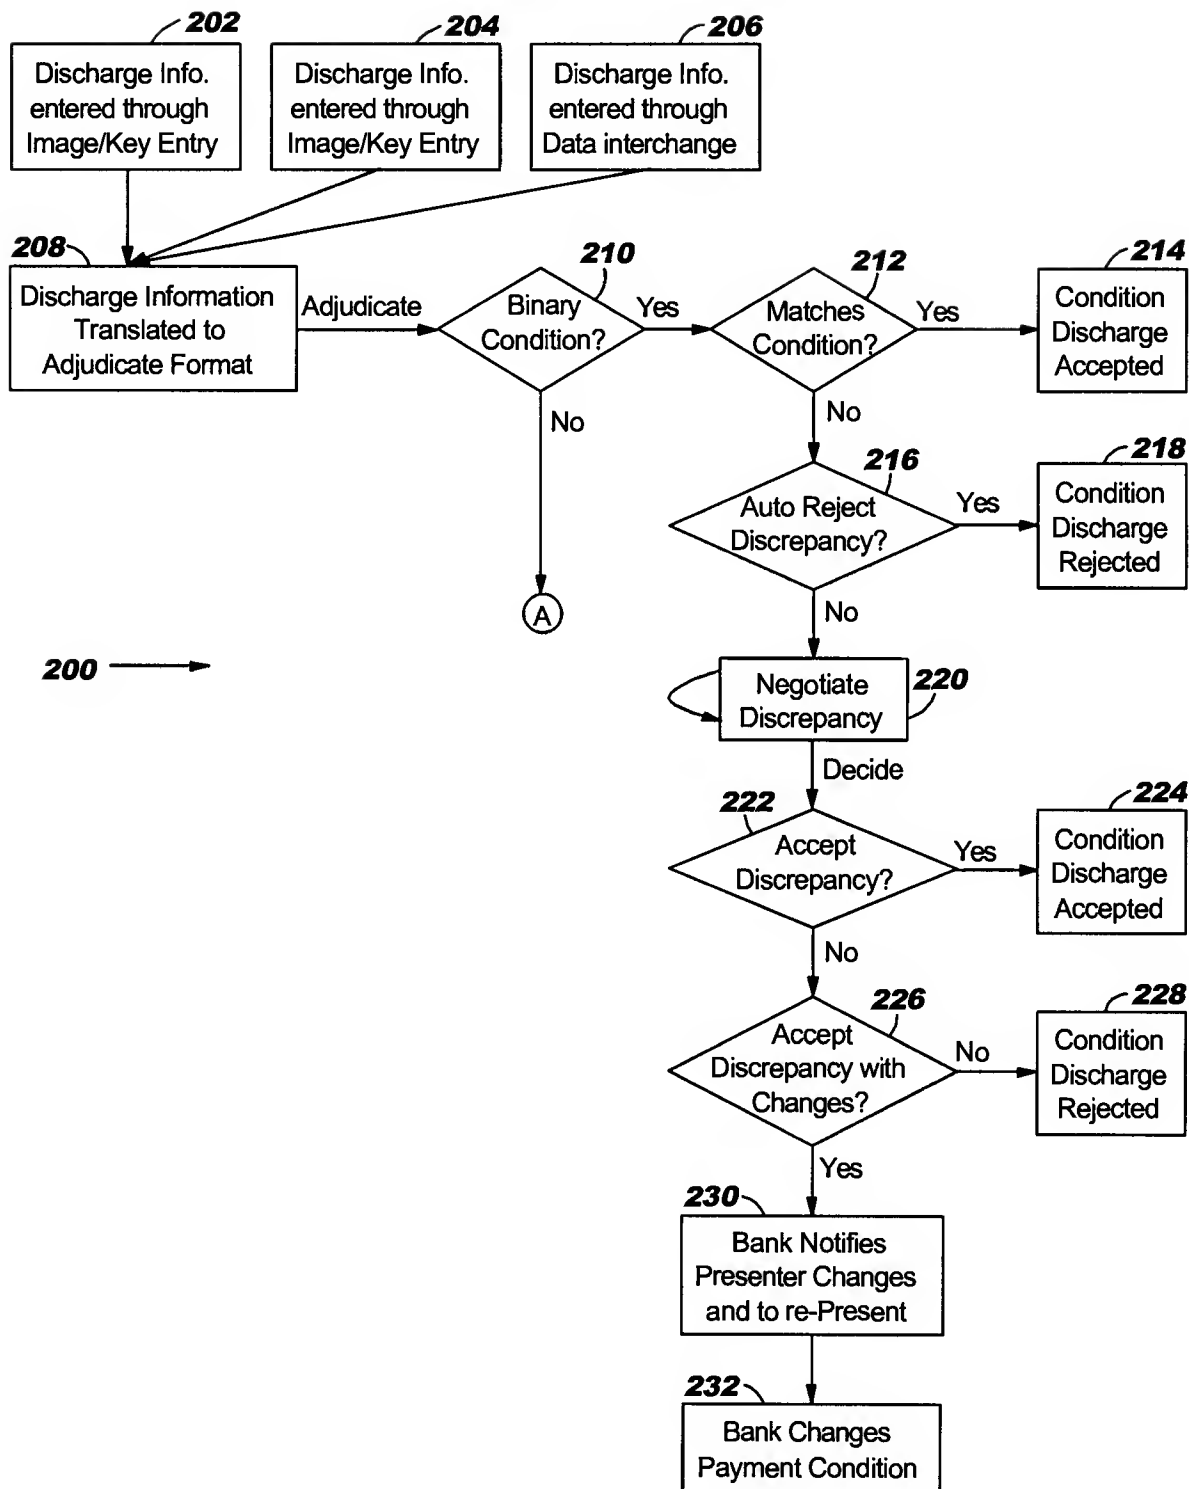 202
204
206
Discharge Info.
entered through
Image/Key Entry
Discharge Info.
entered through
Image/Key Entry
Discharge Info.
entered through
Data interchange
208
Discharge Information
Translated to
Adjudicate Format
Adjudicate
210
Binary
Condition?
Yes
No
A
212
Matches
Condition?
Yes
No
214
Condition
Discharge
Accepted
216
Auto Reject
Discrepancy?
Yes
No
218
Condition
Discharge
Rejected
200
220
Negotiate
Discrepancy
Decide
222
Accept
Discrepancy?
Yes
No
224
Condition
Discharge
Accepted
226
Accept
Discrepancy with
Changes?
No
Yes
228
Condition
Discharge
Rejected
230
Bank Notifies
Presenter Changes
and to re-Present
232
Bank Changes
Payment Condition